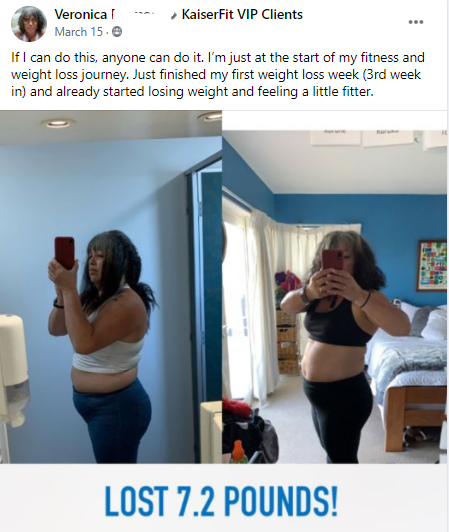 Veronica
KaiserFit VIP Clients
March 15 ·
If I can do this, anyone can do it. I'm just at the start of my fitness and
weight loss journey. Just finished my first weight loss week (3rd week
in) and already started losing weight and feeling a little fitter.
LOST 7.2 POUNDS!